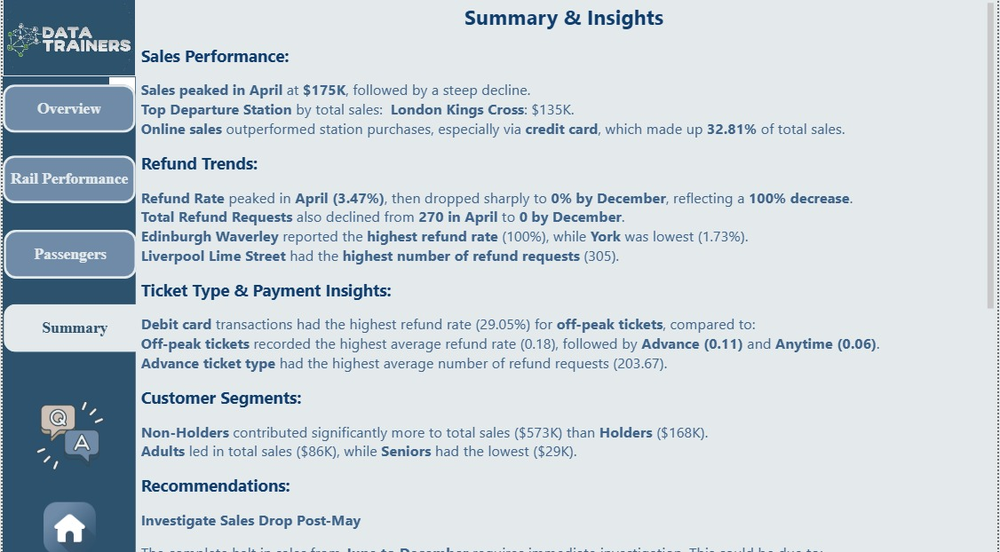 Summary & Insights
DATA
TRAINERS
Overview
Rail Performance
Passengers
Summary
Q
A
Sales Performance:
Sales peaked in April at $175K, followed by a steep decline.
Top Departure Station by total sales: London Kings Cross: $135K.
Online sales outperformed station purchases, especially via credit card, which made up 32.81% of total sales.
Refund Trends:
Refund Rate peaked in April (3.47%), then dropped sharply to 0% by December, reflecting a 100% decrease.
Total Refund Requests also declined from 270 in April to 0 by December.
Edinburgh Waverley reported the highest refund rate (100%), while York was lowest (1.73%).
Liverpool Lime Street had the highest number of refund requests (305).
Ticket Type & Payment Insights:
Debit card transactions had the highest refund rate (29.05%) for off-peak tickets, compared to:
Off-peak tickets recorded the highest average refund rate (0.18), followed by Advance (0.11) and Anytime (0.06).
Advance ticket type had the highest average number of refund requests (203.67).
Customer Segments:
Non-Holders contributed significantly more to total sales ($573K) than Holders ($168K).
Adults led in total sales ($86K), while Seniors had the lowest ($29K).
Recommendations:
Investigate Sales Drop Post-May
The complete halt in sales from June to December requires immediate investigation. This could be due to: